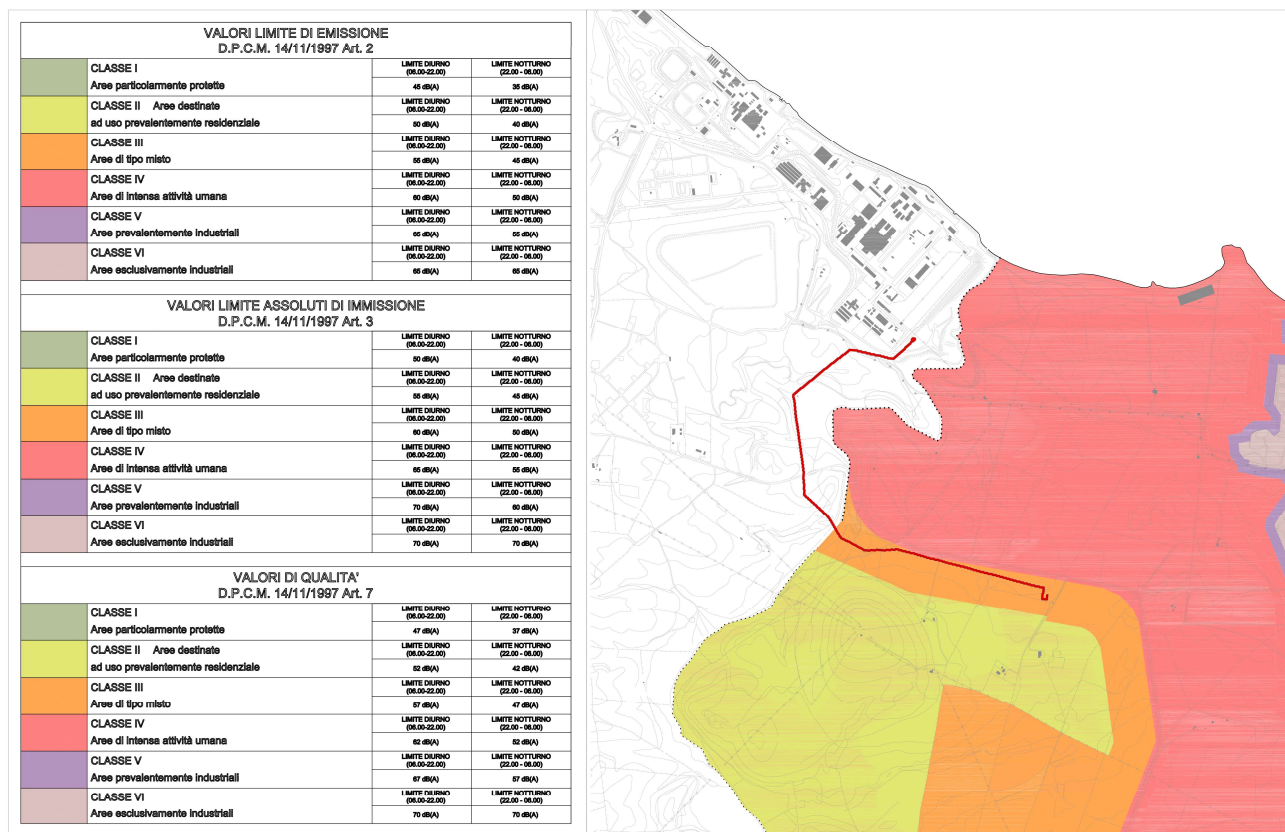 VALORI LIMITE DI EMISSIONE
D.P.C.M. 14/11/1997 Art. 2
CLASSE I
LIMITE DIURNO (06.00-22.00)
LIMITE NOTTURNO (22.00 - 06.00)
Aree particolarmente protette
45 dB(A)
35 dB(A)
CLASSE II Aree destinate
LIMITE DIURNO (06.00-22.00)
LIMITE NOTTURNO (22.00 - 06.00)
ad uso prevalentemente residenziale
50 dB(A)
40 dB(A)
CLASSE III
LIMITE DIURNO (06.00-22.00)
LIMITE NOTTURNO (22.00 - 06.00)
Aree di tipo misto
55 dB(A)
45 dB(A)
CLASSE IV
LIMITE DIURNO (06.00-22.00)
LIMITE NOTTURNO (22.00 - 06.00)
Aree di intensa attività umana
60 dB(A)
50 dB(A)
CLASSE V
LIMITE DIURNO (06.00-22.00)
LIMITE NOTTURNO (22.00 - 06.00)
Aree prevalentemente industriali
65 dB(A)
55 dB(A)
CLASSE VI
LIMITE DIURNO (06.00-22.00)
LIMITE NOTTURNO (22.00 - 06.00)
Aree esclusivamente industriali
65 dB(A)
65 dB(A)
VALORI LIMITE ASSOLUTI DI IMMISSIONE
D.P.C.M. 14/11/1997 Art. 3
CLASSE I
LIMITE DIURNO (06.00-22.00)
LIMITE NOTTURNO (22.00 - 06.00)
Aree particolarmente protette
50 dB(A)
40 dB(A)
CLASSE II Aree destinate
LIMITE DIURNO (06.00-22.00)
LIMITE NOTTURNO (22.00 - 06.00)
ad uso prevalentemente residenziale
55 dB(A)
45 dB(A)
CLASSE III
LIMITE DIURNO (06.00-22.00)
LIMITE NOTTURNO (22.00 - 06.00)
Aree di tipo misto
60 dB(A)
50 dB(A)
CLASSE IV
LIMITE DIURNO (06.00-22.00)
LIMITE NOTTURNO (22.00 - 06.00)
Aree di intensa attività umana
65 dB(A)
55 dB(A)
CLASSE V
LIMITE DIURNO (06.00-22.00)
LIMITE NOTTURNO (22.00 - 06.00)
Aree prevalentemente industriali
70 dB(A)
60 dB(A)
CLASSE VI
LIMITE DIURNO (06.00-22.00)
LIMITE NOTTURNO (22.00 - 06.00)
Aree esclusivamente industriali
70 dB(A)
70 dB(A)
VALORI DI QUALITA'
D.P.C.M. 14/11/1997 Art. 7
CLASSE I
LIMITE DIURNO (06.00-22.00)
LIMITE NOTTURNO (22.00 - 06.00)
Aree particolarmente protette
47 dB(A)
37 dB(A)
CLASSE II Aree destinate
LIMITE DIURNO (06.00-22.00)
LIMITE NOTTURNO (22.00 - 06.00)
ad uso prevalentemente residenziale
52 dB(A)
42 dB(A)
CLASSE III
LIMITE DIURNO (06.00-22.00)
LIMITE NOTTURNO (22.00 - 06.00)
Aree di tipo misto
57 dB(A)
47 dB(A)
CLASSE IV
LIMITE DIURNO (06.00-22.00)
LIMITE NOTTURNO (22.00 - 06.00)
Aree di intensa attività umana
62 dB(A)
52 dB(A)
CLASSE V
LIMITE DIURNO (06.00-22.00)
LIMITE NOTTURNO (22.00 - 06.00)
Aree prevalentemente industriali
67 dB(A)
57 dB(A)
CLASSE VI
LIMITE DIURNO (06.00-22.00)
LIMITE NOTTURNO (22.00 - 06.00)
Aree esclusivamente industriali
70 dB(A)
70 dB(A)